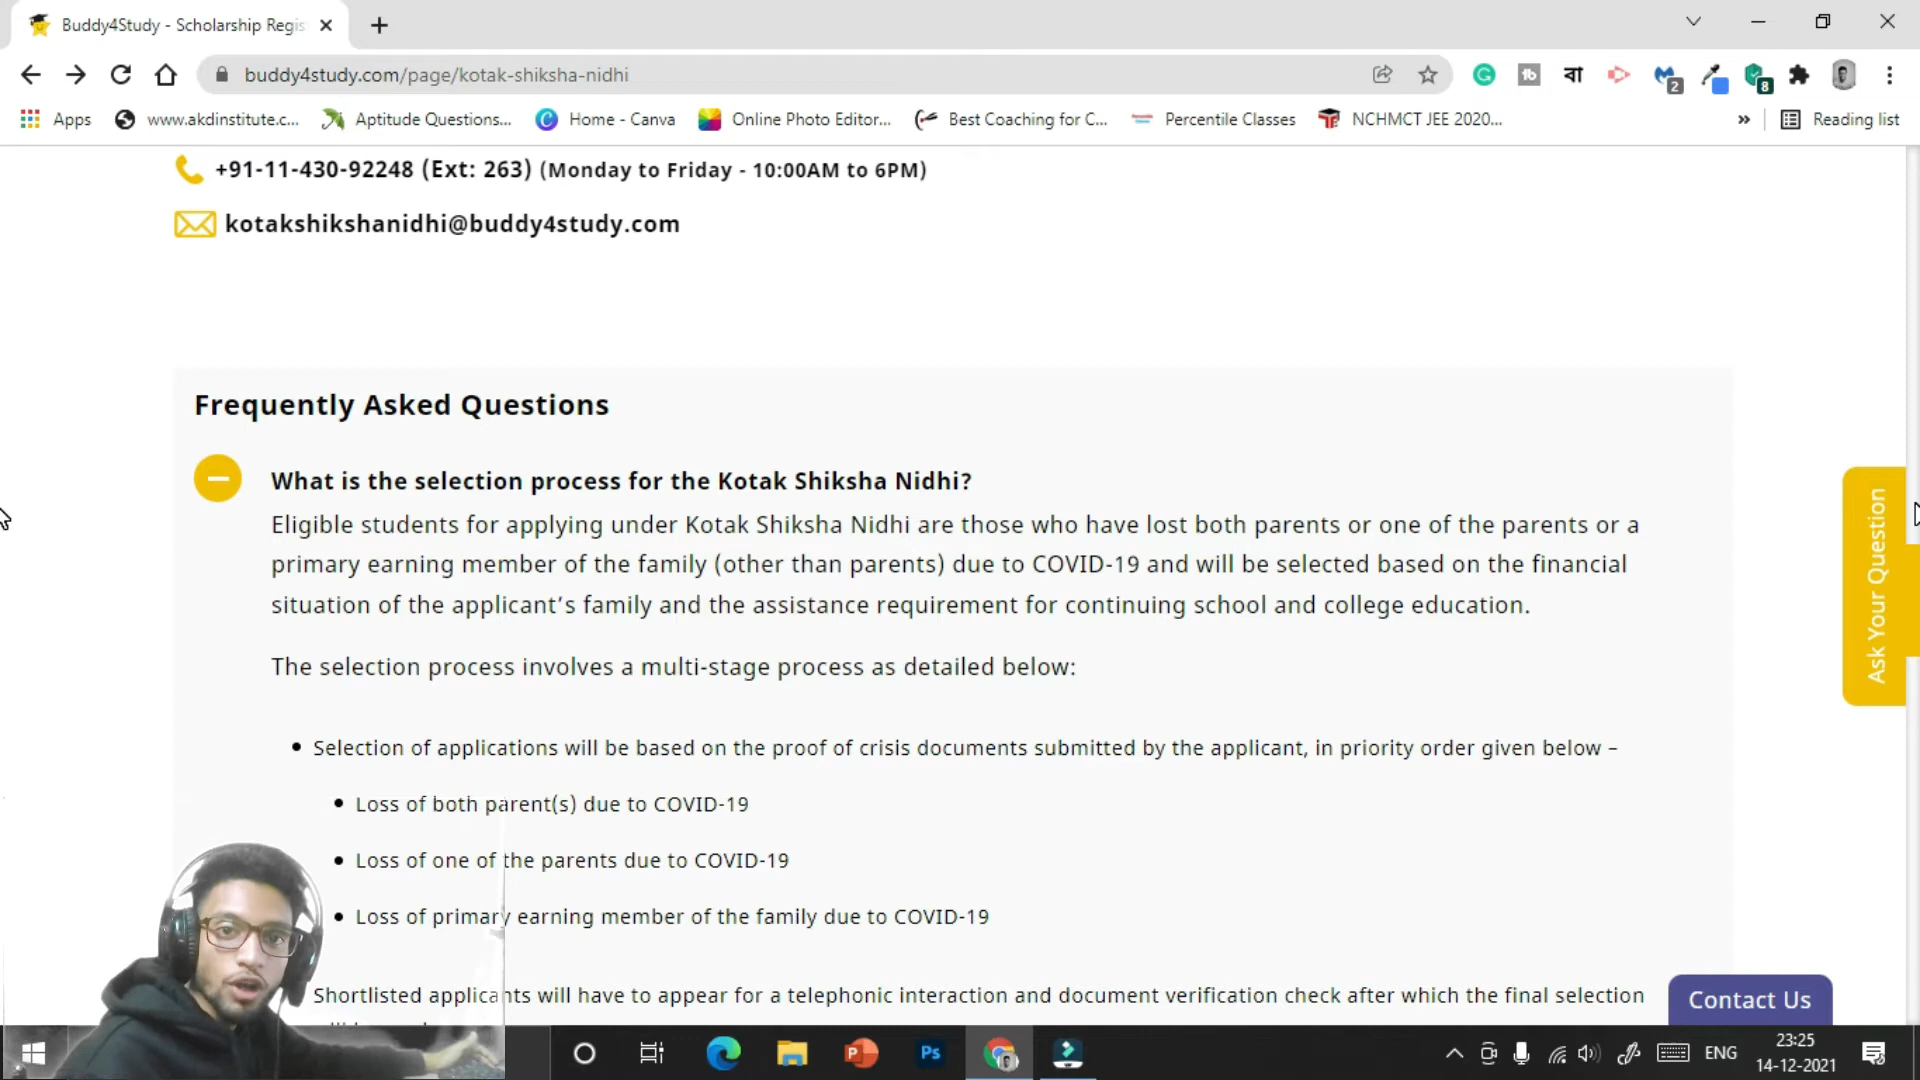 Buddy4Study - Scholarship Regis
buddy4study.com/page/kotak-shiksha-nidhi
বা
2
8
Apps
www.akdinstitute.c...
Aptitude Questions...
Home - Canva
Online Photo Editor...
Best Coaching for C...
Percentile Classes
NCHMCT JEE 2020...
»
Reading list
+91-11-430-92248 (Ext: 263) (Monday to Friday - 10:00AM to 6PM)
kotakshikshanidhi@buddy4study.com
Frequently Asked Questions
What is the selection process for the Kotak Shiksha Nidhi?
Eligible students for applying under Kotak Shiksha Nidhi are those who have lost both parents or one of the parents or a
primary earning member of the family (other than parents) due to COVID-19 and will be selected based on the financial
situation of the applicant’s family and the assistance requirement for continuing school and college education.
The selection process involves a multi-stage process as detailed below:
Selection of applications will be based on the proof of crisis documents submitted by the applicant, in priority order given below –
Loss of both parent(s) due to COVID-19
Loss of one of the parents due to COVID-19
Loss of primary earning member of the family due to COVID-19
Shortlisted applicants will have to appear for a telephonic interaction and document verification check after which the final selection
Ask Your Question
Contact Us
Ps
ENG
23:25
14-12-2021